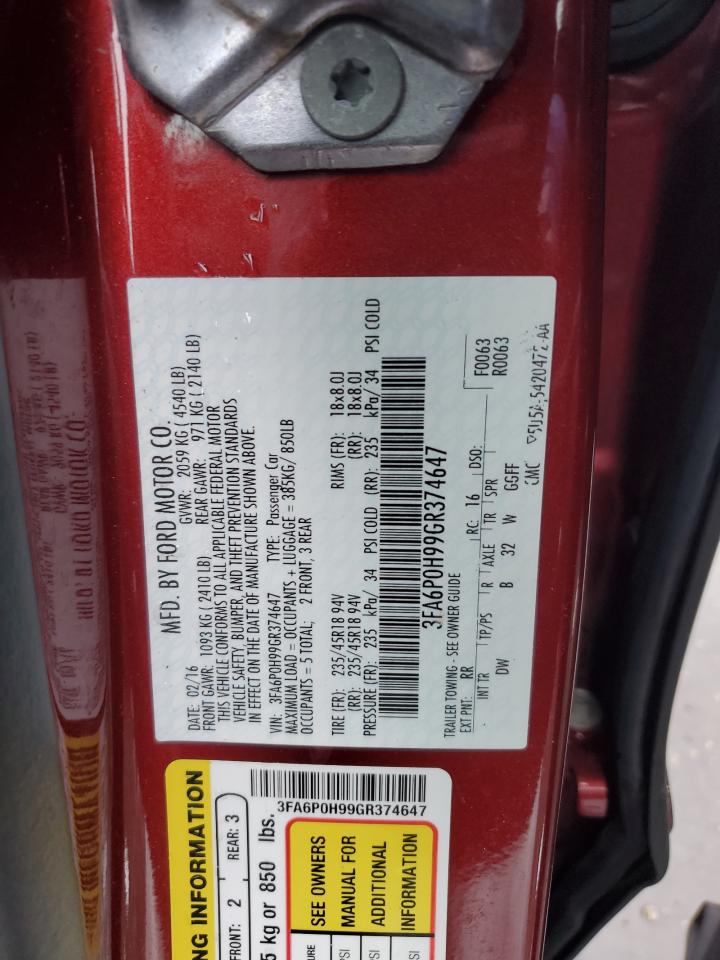 MFD. BY FORD MOTOR CO.
DATE: 02/16 GVWR: 2059 KG ( 4540 LB)
FRONT GAWR: 1093 KG ( 2410 LB) REAR GAWR: 971 KG ( 2140 LB)
THIS VEHICLE CONFORMS TO ALL APPLICABLE FEDERAL MOTOR
VEHICLE SAFETY, BUMPER, AND THEFT PREVENTION STANDARDS
IN EFFECT ON THE DATE OF MANUFACTURE SHOWN ABOVE.
VIN: 3FA6P0H99GR374647 TYPE: Passenger Car
MAXIMUM LOAD = OCCUPANTS + LUGGAGE = 385KG/ 850LB
OCCUPANTS = 5 TOTAL: 2 FRONT, 3 REAR
TIRE (FR): 235/45R18 94V RIMS (FR): 18x8.0J
(RR): 235/45R18 94V (RR): 18x8.0J
PRESSURE (FR): 235 kPa/ 34 PSI COLD (RR): 235 kPa/ 34 PSI COLD
3FA6P0H99GR374647
TRAILER TOWING - SEE OWNER GUIDE
EXT PNT: RR RC: 16 DSO: F0063
R0063
INT TR TP/PS R AXLE TR SPR
DW B 32 W GGFF
5U5A-5420472-AA
NG INFORMATION
FRONT: 2 REAR: 3
5 kg or 850 lbs.
3FA6P0H99GR374647
SEE OWNERS
MANUAL FOR
ADDITIONAL
INFORMATION